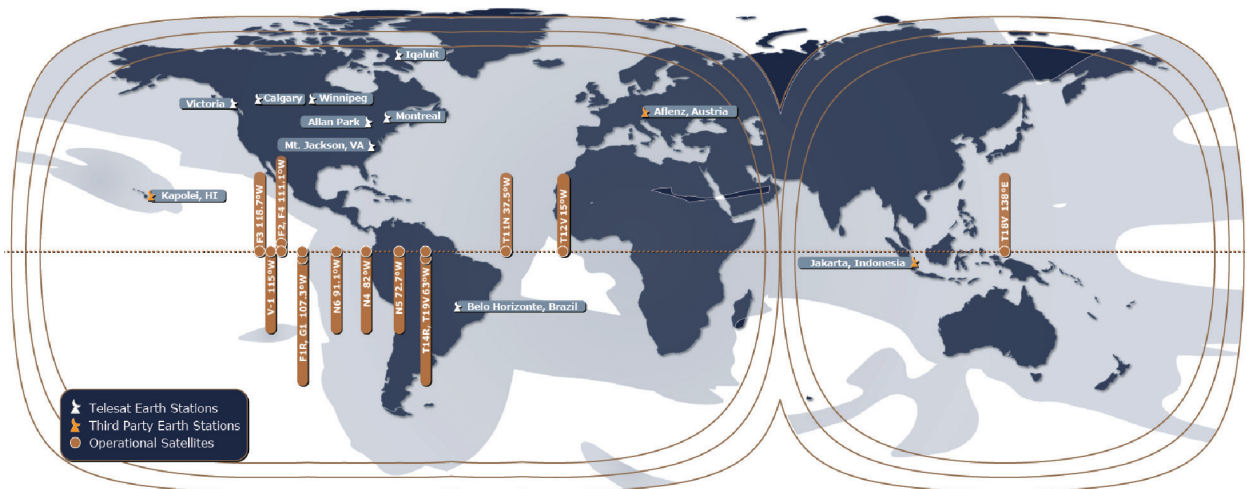 Iqaluit
Victoria
Calgary
Winnipeg
Allan Park
Montreal
Mt. Jackson, VA
Aflenz, Austria
Kapolei, HI
F3 118.7°W
F2, F4 111.1°W
T11N 37.5°W
T12V 15°W
T18V 138°E
V-1 115°W
F1R, G1 107.3°W
N6 91.1°W
N4 82°W
N5 72.7°W
T14R, T19V 63°W
Jakarta, Indonesia
Belo Horizonte, Brazil
Telesat Earth Stations
Third Party Earth Stations
Operational Satellites